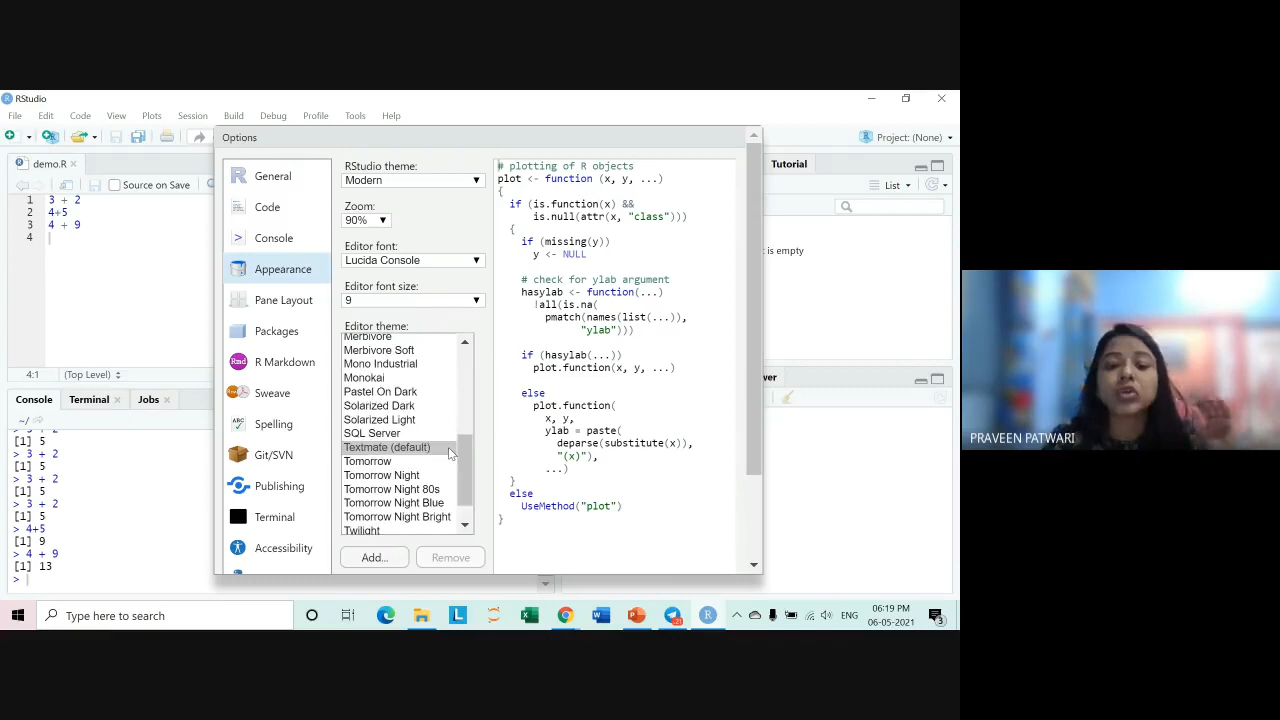 RStudio
File Edit Code View Plots Session Build Debug Profile Tools Help
Project: (None)
demo.R
Source on Save
1 3 + 2
2 4+5
3 4 + 9
4
4:1 (Top Level)
Console Terminal Jobs
~/
3 + 2
[1] 5
> 3 + 2
[1] 5
> 3 + 2
[1] 5
> 3 + 2
[1] 5
> 4+5
[1] 9
> 4 + 9
[1] 13
>
Options
General
Code
Console
Appearance
Pane Layout
Packages
R Markdown
Sweave
Spelling
Git/SVN
Publishing
Terminal
Accessibility
RStudio theme:
Modern
Zoom:
90%
Editor font:
Lucida Console
Editor font size:
9
Editor theme:
Merbivore
Merbivore Soft
Mono Industrial
Monokai
Pastel On Dark
Solarized Dark
Solarized Light
SQL Server
Textmate (default)
Tomorrow
Tomorrow Night
Tomorrow Night 80s
Tomorrow Night Blue
Tomorrow Night Bright
Twilight
Add... Remove
# plotting of R objects
plot <- function (x, y, ...)
{
if (is.function(x) &&
is.null(attr(x, "class")))
{
if (missing(y))
y <- NULL
# check for ylab argument
hasylab <- function(...)
!all(is.na(
pmatch(names(list(...)),
"ylab")))
if (hasylab(...))
plot.function(x, y, ...)
else
plot.function(
x, y,
ylab = paste(
deparse(substitute(x)),
"(x)"),
...)
}
else
UseMethod("plot")
}
Tutorial
List
t is empty
wer
PRAVEEN PATWARI
Type here to search
ENG
06:19 PM
06-05-2021